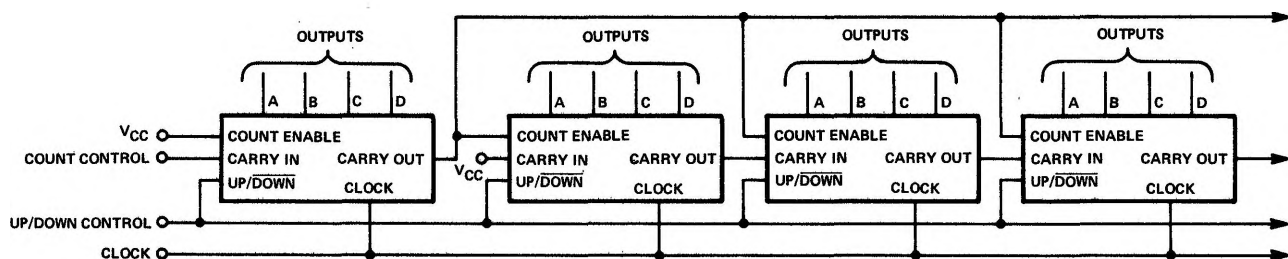 OUTPUTS OUTPUTS OUTPUTS OUTPUTS
A B C D A B C D A B C D A B C D
VCC COUNT ENABLE COUNT ENABLE COUNT ENABLE COUNT ENABLE
COUNT CONTROL CARRY IN CARRY OUT VCC CARRY IN CARRY OUT CARRY IN CARRY OUT CARRY IN CARRY OUT
UP/DOWN UP/DOWN UP/DOWN UP/DOWN
CLOCK CLOCK CLOCK CLOCK
UP/DOWN CONTROL
CLOCK